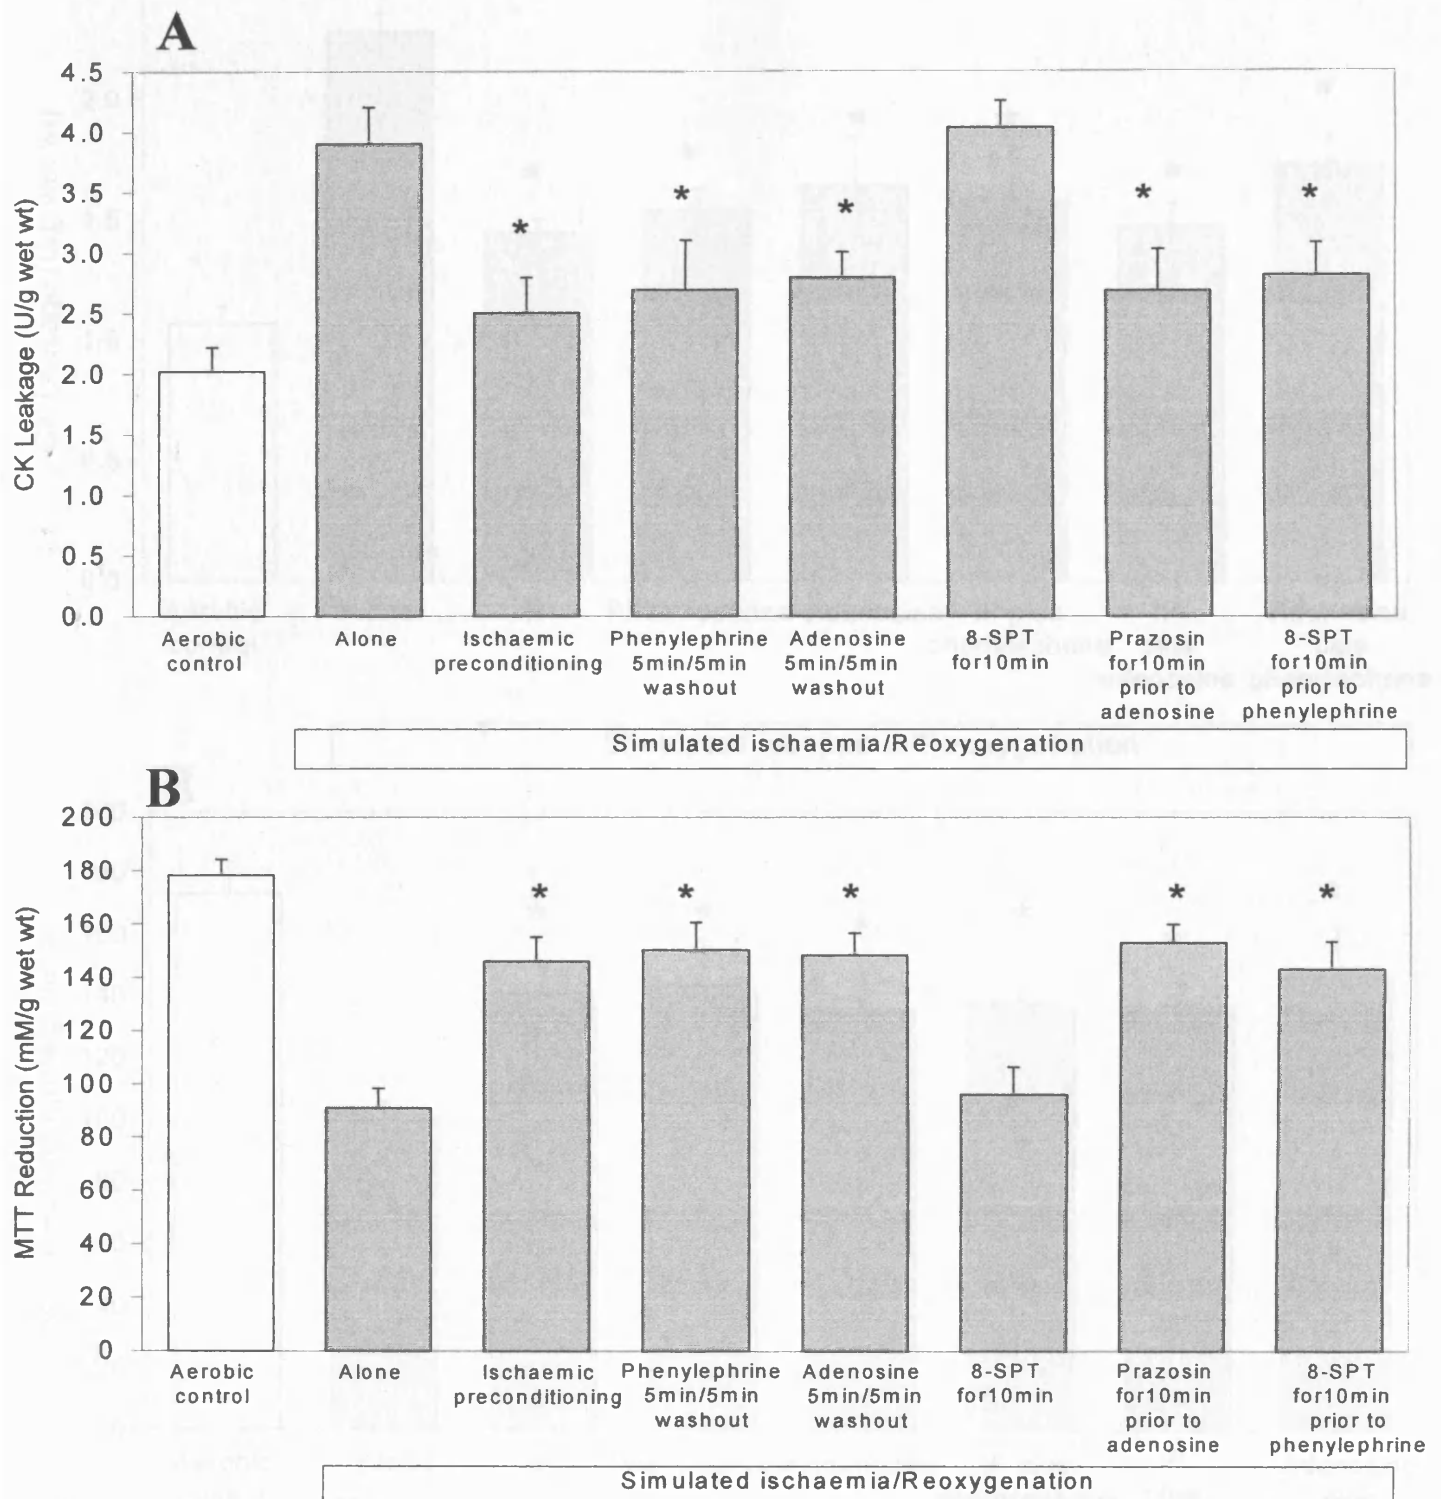 A
4.5
4.0
3.5
3.0
2.5
2.0
1.5
1.0
0.5
0.0
CK Leakage (U/g wet wt)
*
*
*
*
*
Aerobic
control
Alone
Ischaemic
preconditioning
Phenylephrine
5min/5min
washout
Adenosine
5min/5min
washout
8-SPT
for10min
Prazosin
for10min
prior to
adenosine
8-SPT
for10min
prior to
phenylephrine
Simulated ischaemia/Reoxygenation
B
200
180
160
140
120
100
80
60
40
20
0
MTT Reduction (mM/g wet wt)
*
*
*
*
*
Aerobic
control
Alone
Ischaemic
preconditioning
Phenylephrine
5min/5min
washout
Adenosine
5min/5min
washout
8-SPT
for10min
Prazosin
for10min
prior to
adenosine
8-SPT
for10min
prior to
phenylephrine
Simulated ischaemia/Reoxygenation